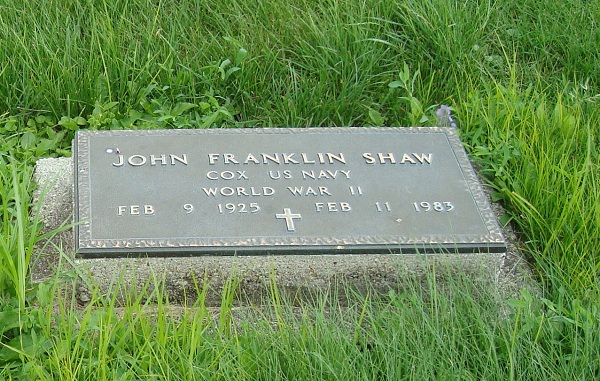 JOHN FRANKLIN SHAW
COX US NAVY
WORLD WAR II
FEB 9 1925 FEB 11 1983